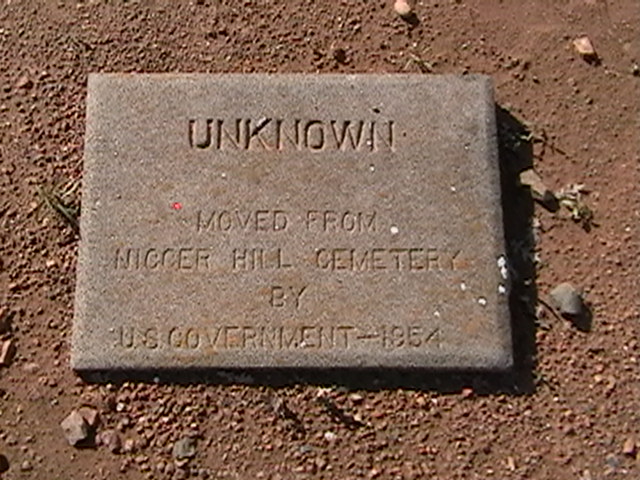 UNKNOWN
MOVED FROM
NIGGER HILL CEMETERY
BY
U.S. GOVERNMENT—1954